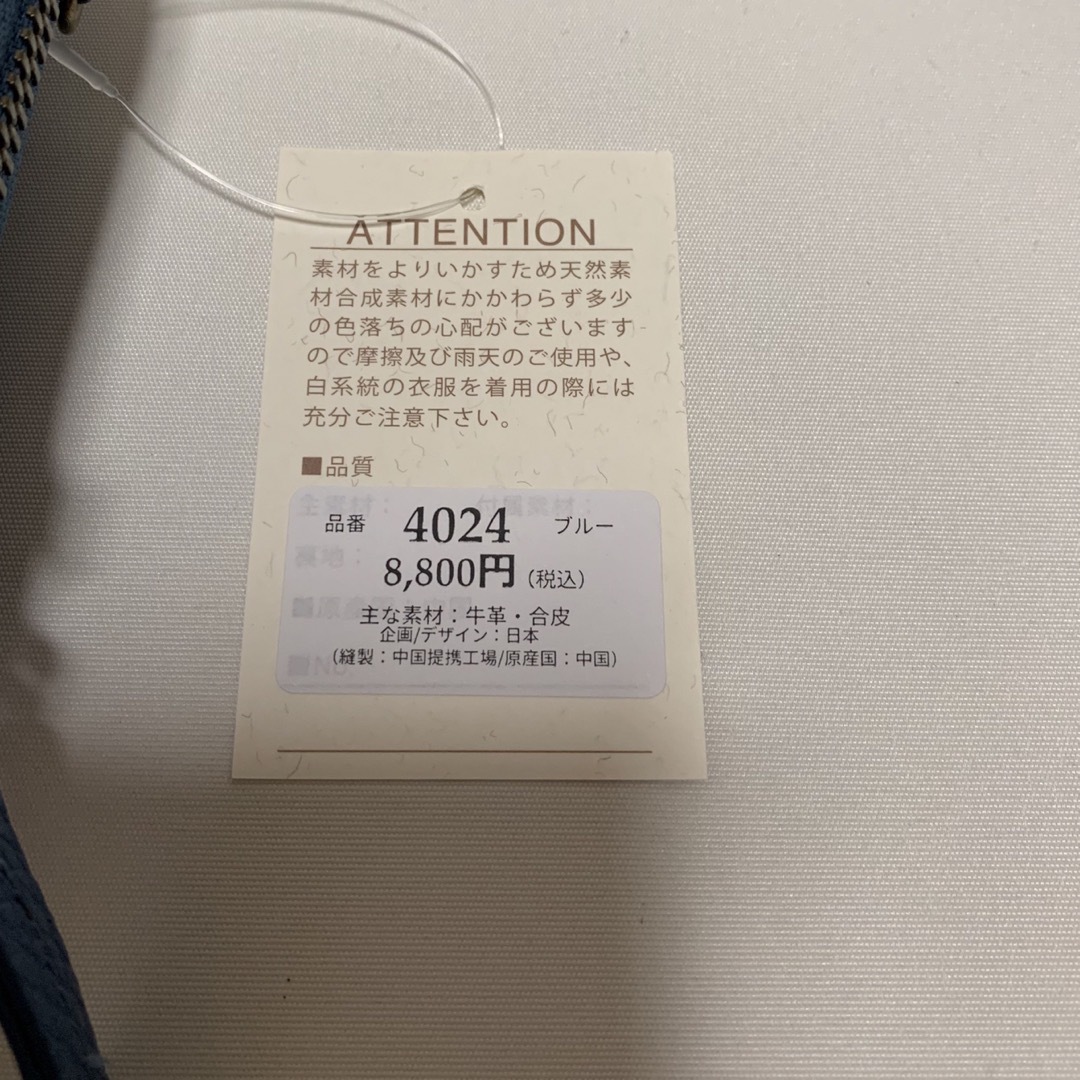 ATTENTION
素材をよりいかすため天然素
材合成素材にかかわらず多少
の色落ちの心配がございます
ので摩擦及び雨天のご使用や、
白系統の衣服を着用の際には
充分ご注意下さい。
■品質
品番 4024 ブルー
8,800円 (税込)
主な素材：牛革・合皮
企画/デザイン：日本
(縫製：中国提携工場/原産国：中国)